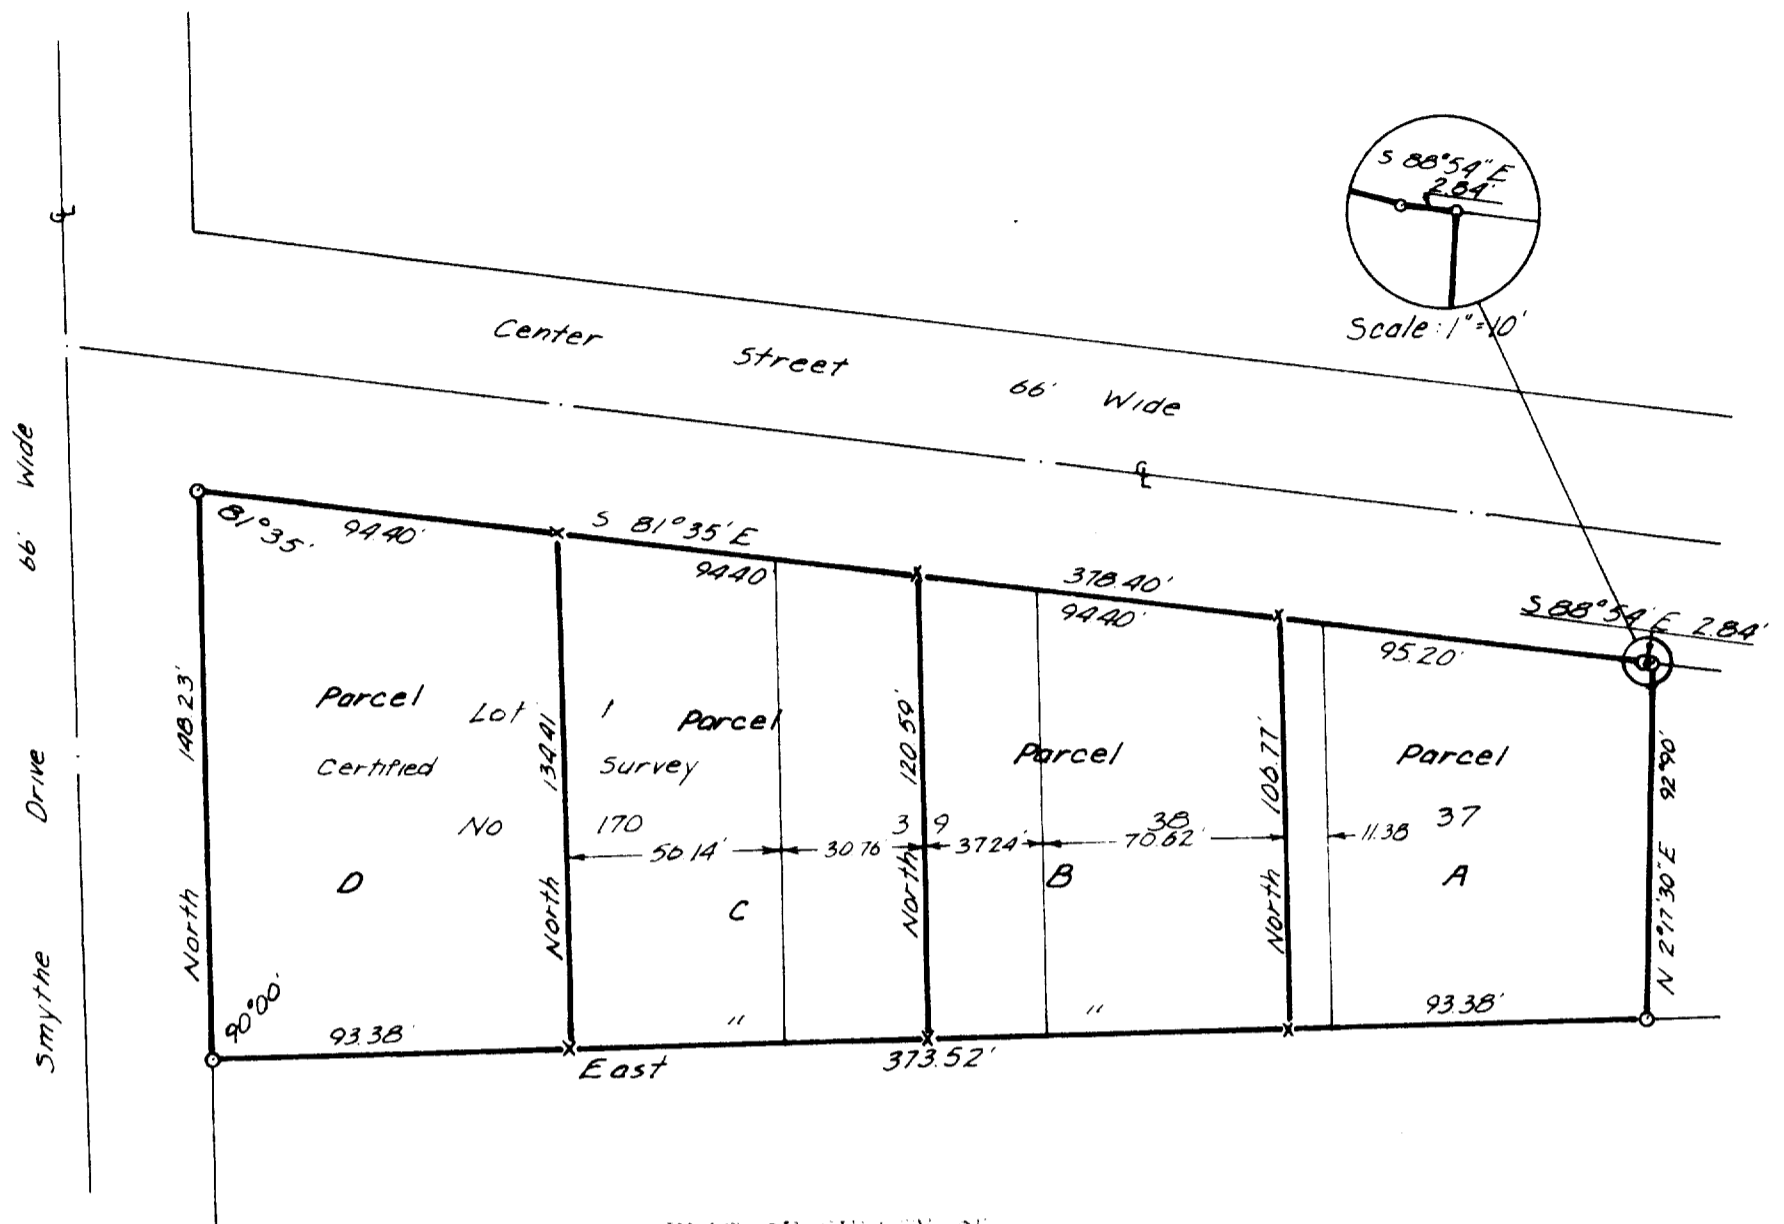 S 88°54" E
2.84'
Scale: 1"=10'
Center Street 66' Wide
℄
℄
Smythe Drive 66' Wide
81°35'
94.40'
S 81°35' E
94.40'
378.40'
94.40'
95.20'
S 88°54' E 2.84'
North 148.23'
North 134.41
North 120.59'
North 106.77'
N 2°17'30" E 92°90'
Parcel
D
Lot 1
Certified Survey
No 170
Parcel
C
39
Parcel
38
B
Parcel
37
A
30.76
37.24'
70.62'
11.38
90°00'
93.38'
"
"
93.38'
East 373.52'